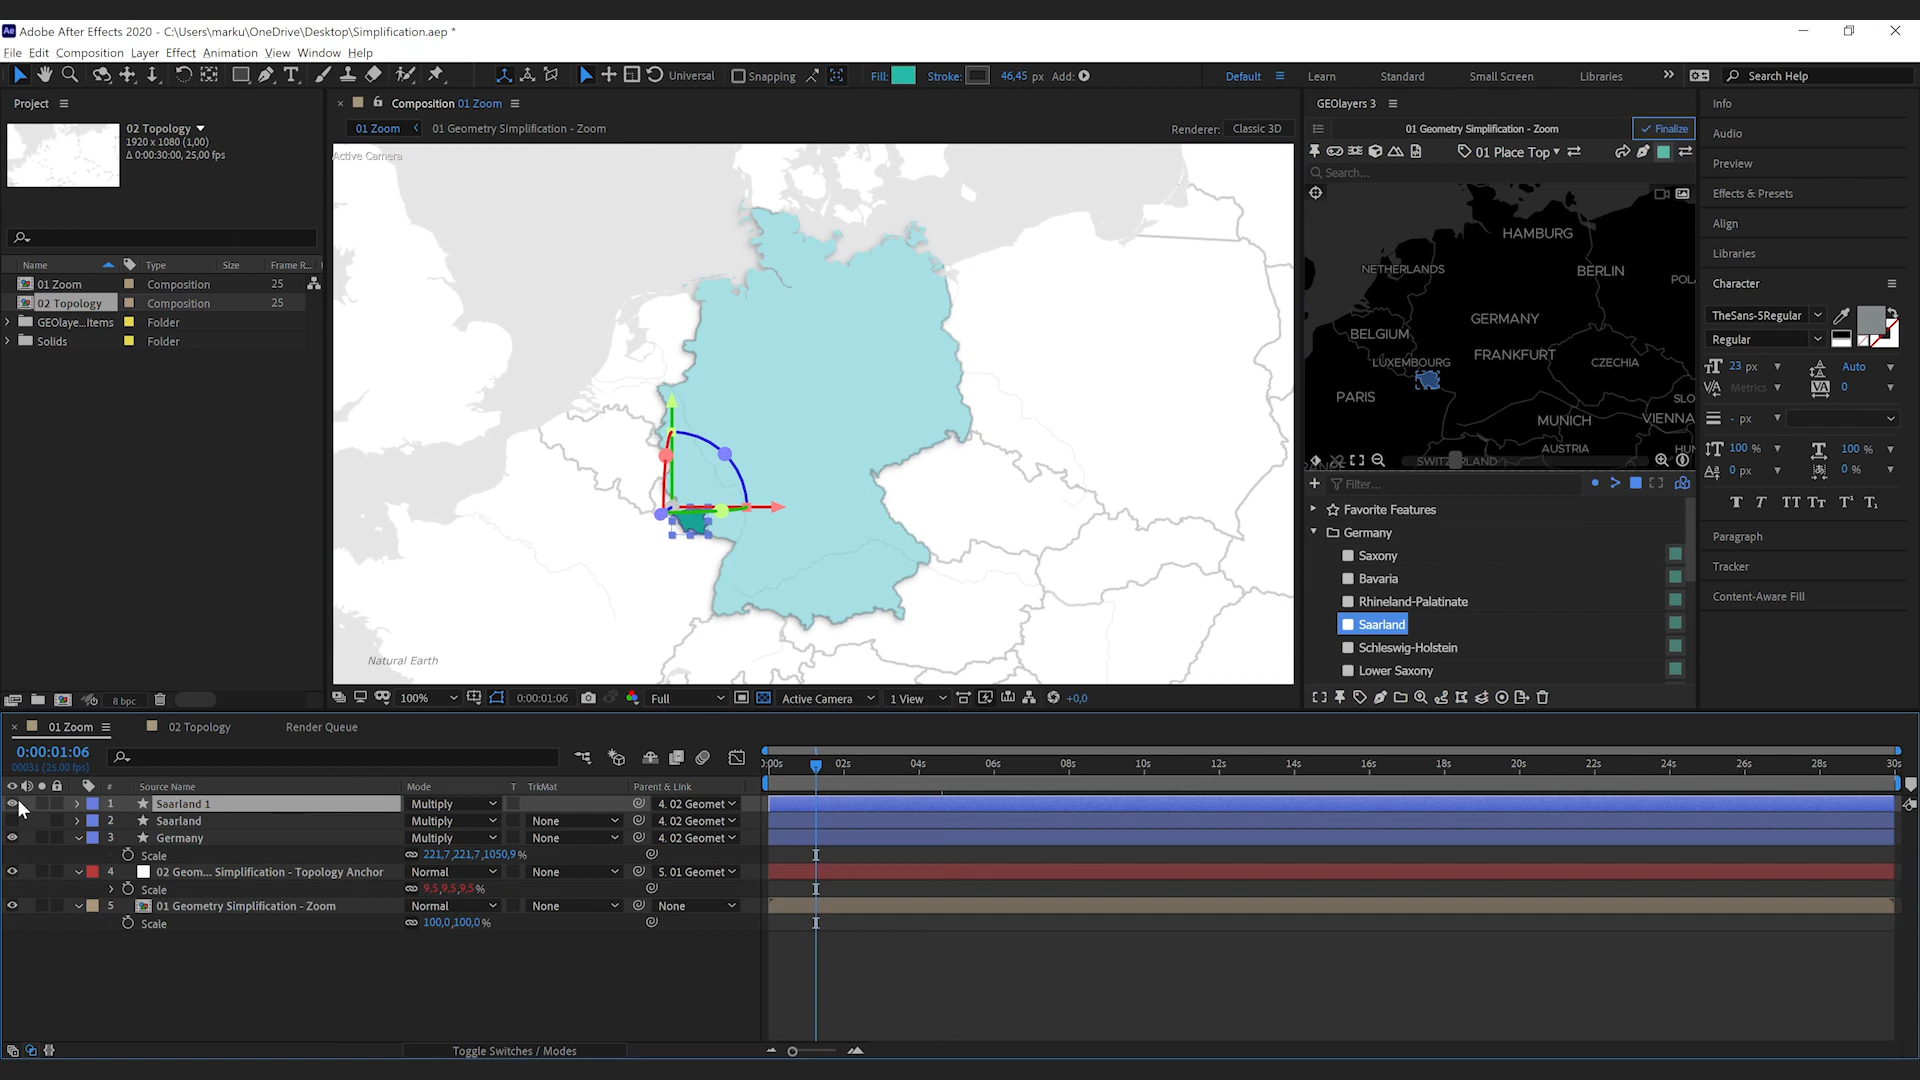 Adobe After Effects 2020 - C:\Users\marku\OneDrive\Desktop\Simplification.aep *
File Edit Composition Layer Effect Animation View Window Help
Universal Snapping Fill: Stroke: 46,45 px Add: Default Learn Standard Small Screen Libraries Search Help
Project
02 Topology
1920 x 1080 (1,00)
Δ 0:00:30:00, 25,00 fps
Name Type Size Frame R...
01 Zoom Composition 25
02 Topology Composition 25
GEOlaye...Items Folder
Solids Folder
8 bpc
Composition 01 Zoom
01 Zoom 01 Geometry Simplification - Zoom
Renderer: Classic 3D
Active Camera
Natural Earth
100% 0:00:01:06 Full Active Camera 1 View +0,0
GEOlayers 3
01 Geometry Simplification - Zoom Finalize
01 Place Top
Search...
HAMBURG
NETHERLANDS
BERLIN
POL
GERMANY
BELGIUM
FRANKFURT
LUXEMBOURG
CZECHIA
PARIS
SLO
MUNICH
VIENNA
AUSTRIA
HUN
SWITZERLAND
Filter...
Favorite Features
Germany
Saxony
Bavaria
Rhineland-Palatinate
Saarland
Schleswig-Holstein
Lower Saxony
Info
Audio
Preview
Effects & Presets
Align
Libraries
Character
TheSans-5Regular
Regular
23 px Auto
Metrics 0
- px
100 % 100 %
0 px 0 %
Paragraph
Tracker
Content-Aware Fill
01 Zoom 02 Topology Render Queue
0:00:01:06
00031 (25.00 fps)
# Source Name Mode T TrkMat Parent & Link
1 Saarland 1 Multiply 4. 02 Geomet
2 Saarland Multiply None 4. 02 Geomet
3 Germany Multiply None 4. 02 Geomet
Scale 221,7,221,7,1050,9%
4 02 Geom... Simplification - Topology Anchor Normal None 5. 01 Geomet
Scale 9,5,9,5,9,5%
5 01 Geometry Simplification - Zoom Normal None None
Scale 100,0,100,0%
Toggle Switches / Modes
):00s 02s 04s 06s 08s 10s 12s 14s 16s 18s 20s 22s 24s 26s 28s 30s